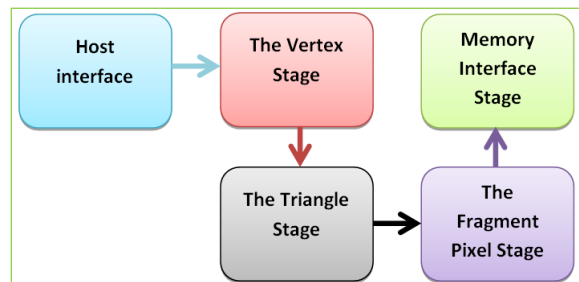 Host
interface
The Vertex
Stage
The Triangle
Stage
The
Fragment
Pixel Stage
Memory
Interface
Stage